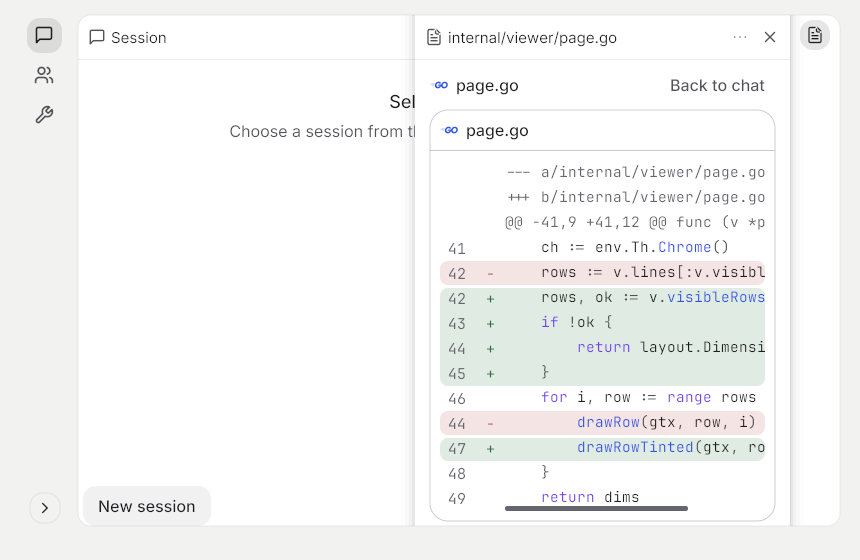 Session
Sel
Choose a session from t
New session
internal/viewer/page.go
page.go
Back to chat
page.go
--- a/internal/viewer/page.go
+++ b/internal/viewer/page.go
@@ -41,9 +41,12 @@ func (v *p
41 ch := env.Th.Chrome()
42 - rows := v.lines[:v.visibl
42 + rows, ok := v.visibleRows
43 + if !ok {
44 + return layout.Dimensi
45 + }
46 for i, row := range rows
44 - drawRow(gtx, row, i)
47 + drawRowTinted(gtx, ro
48 }
49 return dims